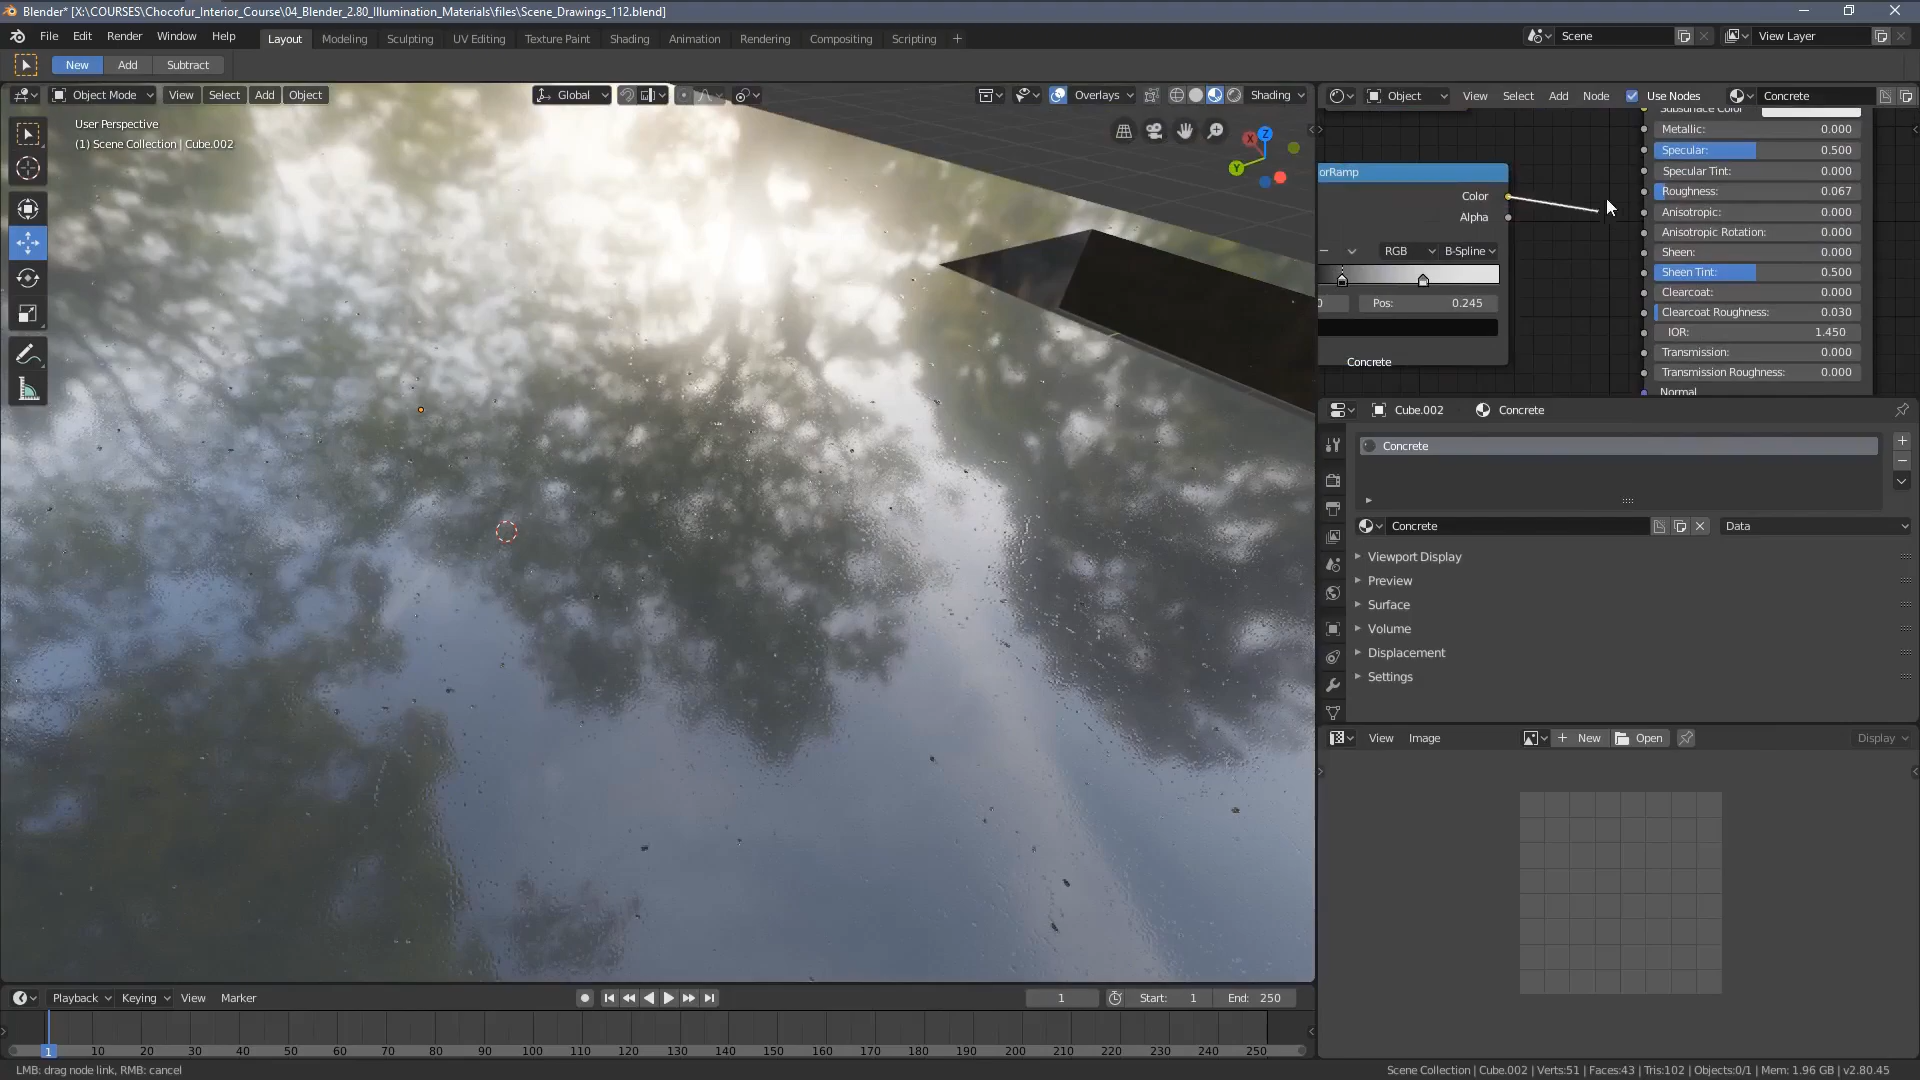 Blender* [X:\COURSES\Chocofur_Interior_Course\04_Blender_2.80_Illumination_Materials\files\Scene_Drawings_112.blend]
File Edit Render Window Help Layout Modeling Sculpting UV Editing Texture Paint Shading Animation Rendering Compositing Scripting + Scene View Layer
New Add Subtract
Object Mode View Select Add Object Global Overlays Shading
Object View Select Add Node Use Nodes Concrete
User Perspective
(1) Scene Collection | Cube.002
X Z Y
Subsurface Color
Metallic: 0.000
Specular: 0.500
Specular Tint: 0.000
Roughness: 0.067
Anisotropic: 0.000
Anisotropic Rotation: 0.000
Sheen: 0.000
Sheen Tint: 0.500
Clearcoat: 0.000
Clearcoat Roughness: 0.030
IOR: 1.450
Transmission: 0.000
Transmission Roughness: 0.000
Normal
orRamp
Color
Alpha
RGB B-Spline
0 Pos: 0.245
Concrete
Cube.002 Concrete
Concrete
Concrete Data
Viewport Display
Preview
Surface
Volume
Displacement
Settings
View Image New Open Display
Playback Keying View Marker 1 Start: 1 End: 250
1 10 20 30 40 50 60 70 80 90 100 110 120 130 140 150 160 170 180 190 200 210 220 230 240 250
LMB: drag node link, RMB: cancel
Scene Collection | Cube.002 | Verts:51 | Faces:43 | Tris:102 | Objects:0/1 | Mem: 1.96 GB | v2.80.45